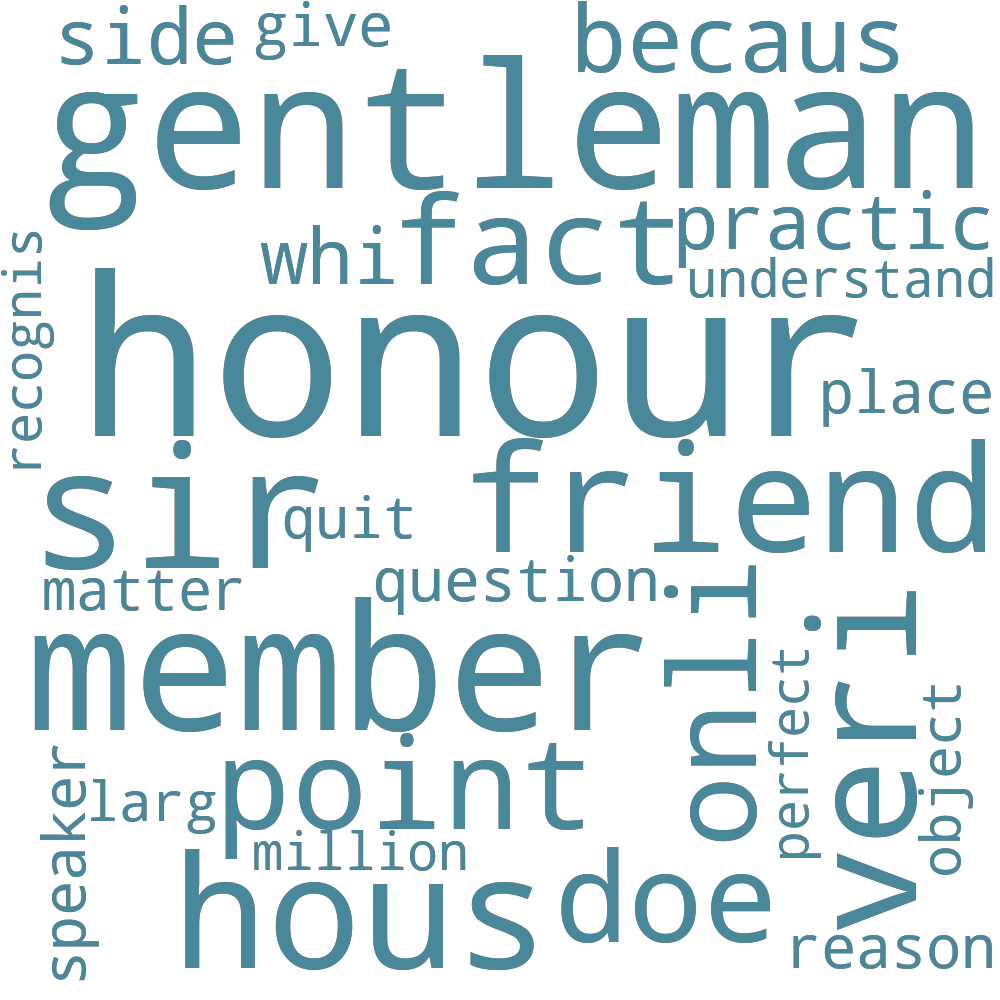 side give becaus
gentleman
whi fact practic
understand
recognis
honour
place
sir friend
quit
matter question
member onli veri
perfect
object
speaker larg point
million
hous doe
reason